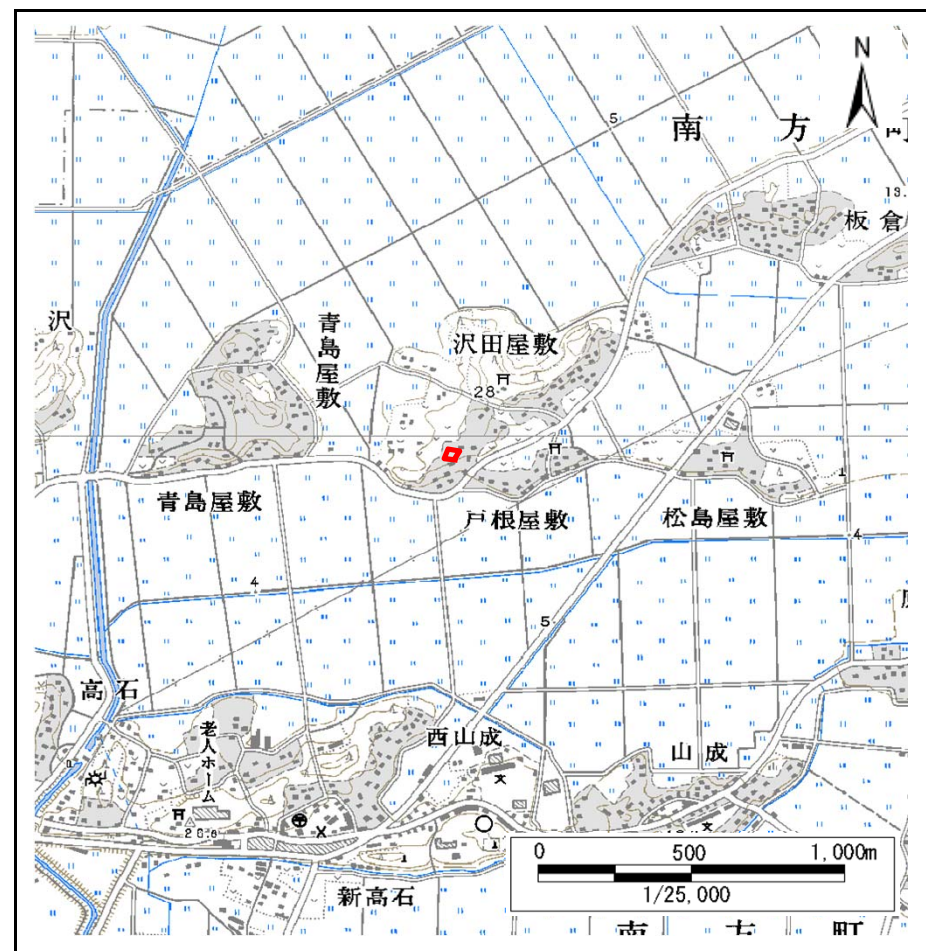 N
5
南方
13.
板倉
沢
青島屋敷
沢田屋敷
28
青島屋敷
戸根屋敷
松島屋敷
1
4
4
5
高石
老人ホーム
西山成
山成
新高石
0 500 1,000m
1/25,000
南方町